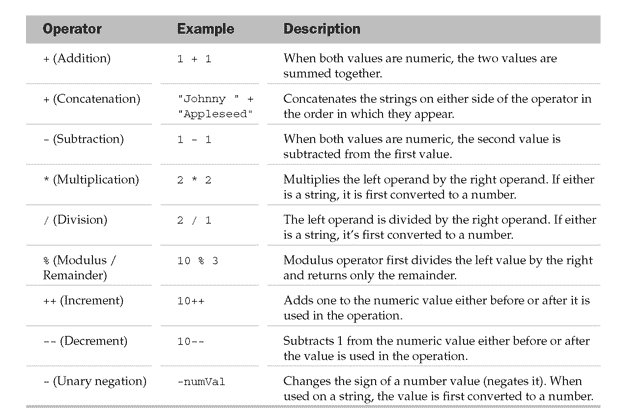 Operator Example Description
+ (Addition) 1 + 1 When both values are numeric, the two values are
summed together.
+ (Concatenation) "Johnny " + Concatenates the strings on either side of the operator in
"Appleseed" the order in which they appear.
– (Subtraction) 1 - 1 When both values are numeric, the second value is
subtracted from the first value.
* (Multiplication) 2 * 2 Multiplies the left operand by the right operand. If either
is a string, it is first converted to a number.
/ (Division) 2 / 1 The left operand is divided by the right operand. If either
is a string, it's first converted to a number.
% (Modulus / 10 % 3 Modulus operator first divides the left value by the right
Remainder) and returns only the remainder.
++ (Increment) 10++ Adds one to the numeric value either before or after it is
used in the operation.
-- (Decrement) 10-- Subtracts 1 from the numeric value either before or after
the value is used in the operation.
– (Unary negation) -numVal Changes the sign of a number value (negates it). When
used on a string, the value is first converted to a number.